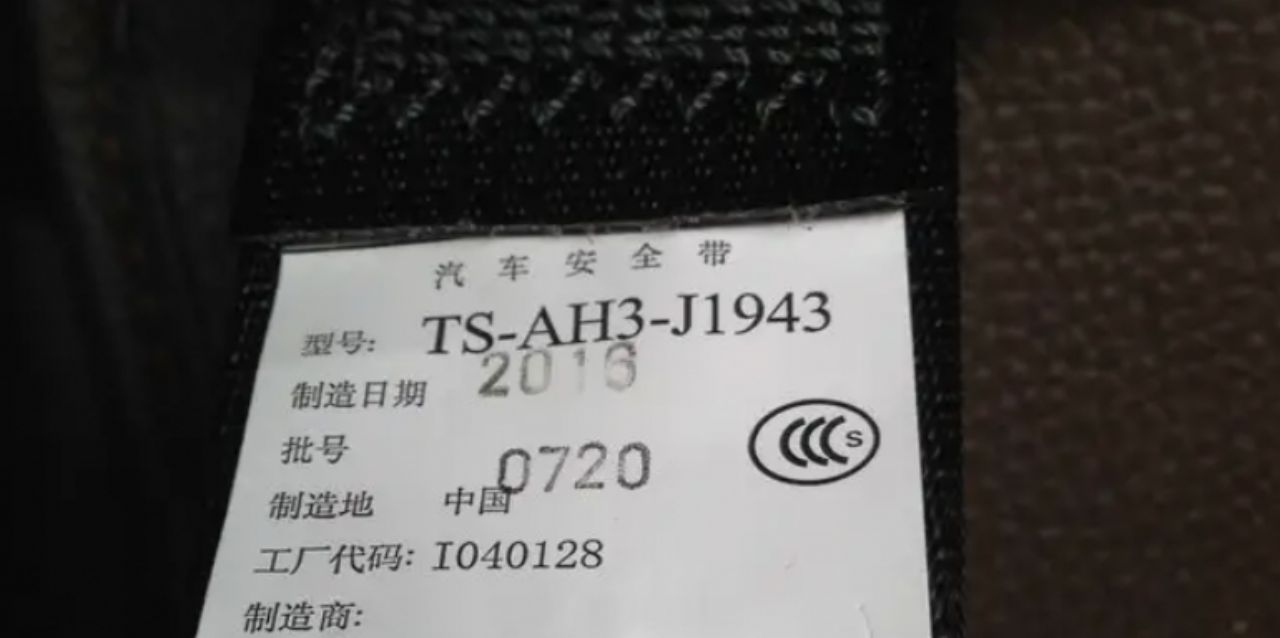 汽车安全带
型号: TS-AH3-J1943
制造日期 2016
批号 0720
制造地 中国
工厂代码: I040128
制造商:
CCC S